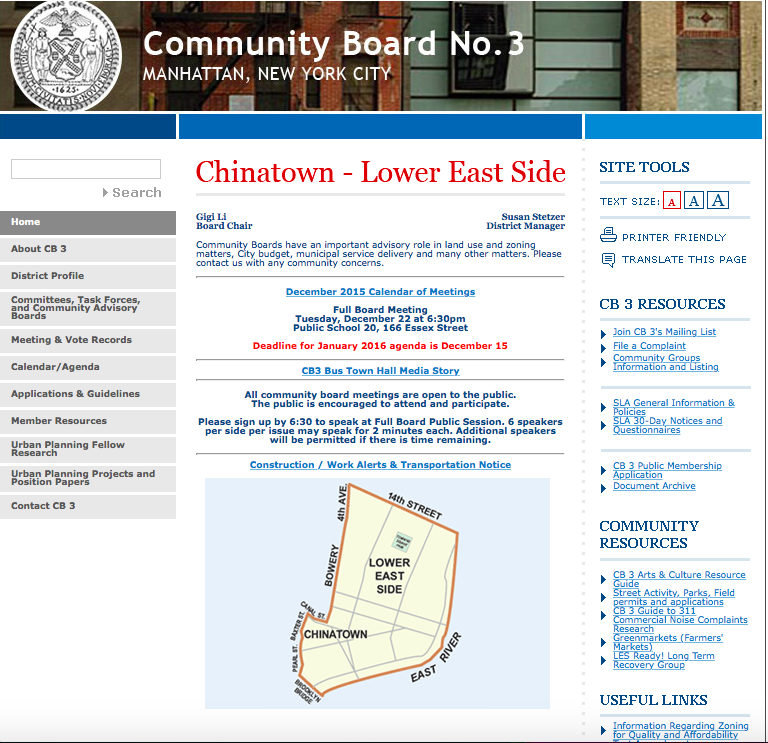 Community Board No.3
MANHATTAN, NEW YORK CITY
1625
Search
Home
About CB 3
District Profile
Committees, Task Forces,
and Community Advisory
Boards
Meeting & Vote Records
Calendar/Agenda
Applications & Guidelines
Member Resources
Urban Planning Fellow
Research
Urban Planning Projects and
Position Papers
Contact CB 3
Chinatown - Lower East Side
Gigi Li
Board Chair
Susan Stetzer
District Manager
Community Boards have an important advisory role in land use and zoning
matters, City budget, municipal service delivery and many other matters. Please
contact us with any community concerns.
December 2015 Calendar of Meetings
Full Board Meeting
Tuesday, December 22 at 6:30pm
Public School 20, 166 Essex Street
Deadline for January 2016 agenda is December 15
CB3 Bus Town Hall Media Story
All community board meetings are open to the public.
The public is encouraged to attend and participate.
Please sign up by 6:30 to speak at Full Board Public Session. 6 speakers
per side per issue may speak for 2 minutes each. Additional speakers
will be permitted if there is time remaining.
Construction / Work Alerts & Transportation Notice
4th AVE.
14th STREET
BOWERY
LOWER
EAST
SIDE
CANAL ST.
BAXTER ST.
CHINATOWN
PEARL ST.
BROOKLYN
BRIDGE
EAST RIVER
SITE TOOLS
TEXT SIZE: A A A
PRINTER FRIENDLY
TRANSLATE THIS PAGE
CB 3 RESOURCES
Join CB 3's Mailing List
File a Complaint
Community Groups
Information and Listing
SLA General Information &
Policies
SLA 30-Day Notices and
Questionnaires
CB 3 Public Membership
Application
Document Archive
COMMUNITY
RESOURCES
CB 3 Arts & Culture Resource
Guide
Street Activity, Parks, Field
permits and applications
CB 3 Guide to 311
Commercial Noise Complaints
Research
Greenmarkets (Farmers'
Markets)
LES Ready! Long Term
Recovery Group
USEFUL LINKS
Information Regarding Zoning
for Quality and Affordability